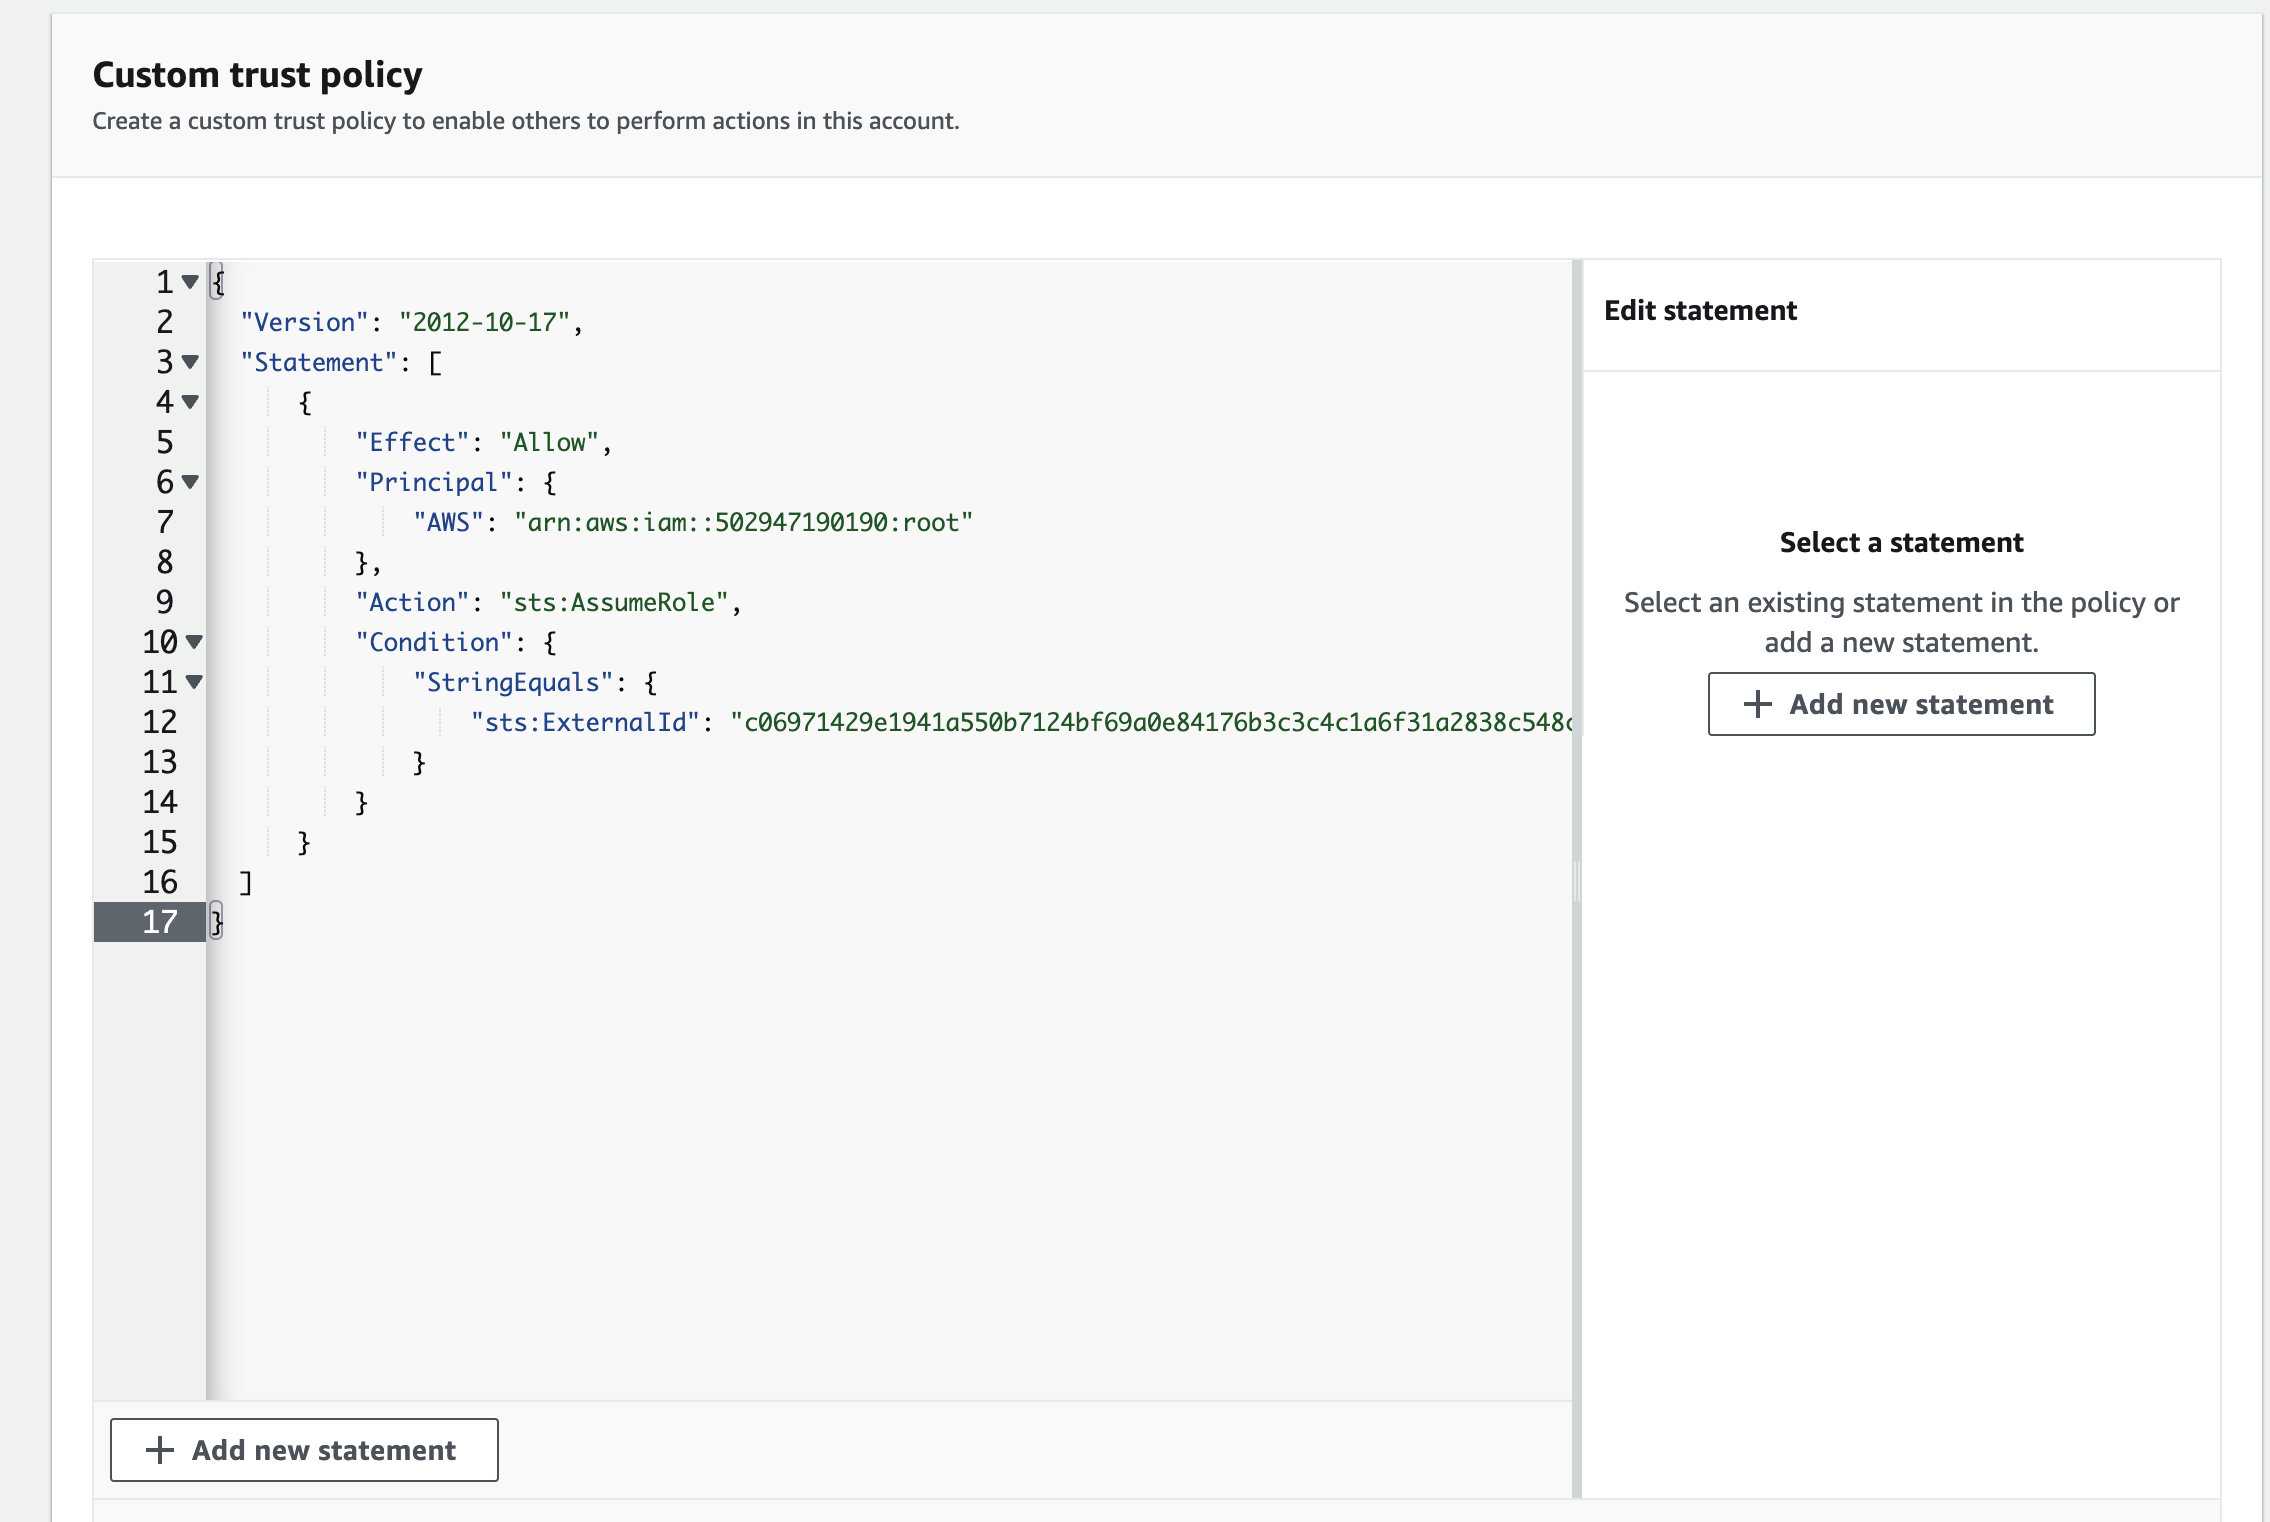 Custom trust policy
Create a custom trust policy to enable others to perform actions in this account.
1 {
2 "Version": "2012-10-17",
3 "Statement": [
4 {
5 "Effect": "Allow",
6 "Principal": {
7 "AWS": "arn:aws:iam::502947190190:root"
8 },
9 "Action": "sts:AssumeRole",
10 "Condition": {
11 "StringEquals": {
12 "sts:ExternalId": "c06971429e1941a550b7124bf69a0e84176b3c3c4c1a6f31a2838c548c
13 }
14 }
15 }
16 ]
17 }
Add new statement
Edit statement
Select a statement
Select an existing statement in the policy or
add a new statement.
Add new statement